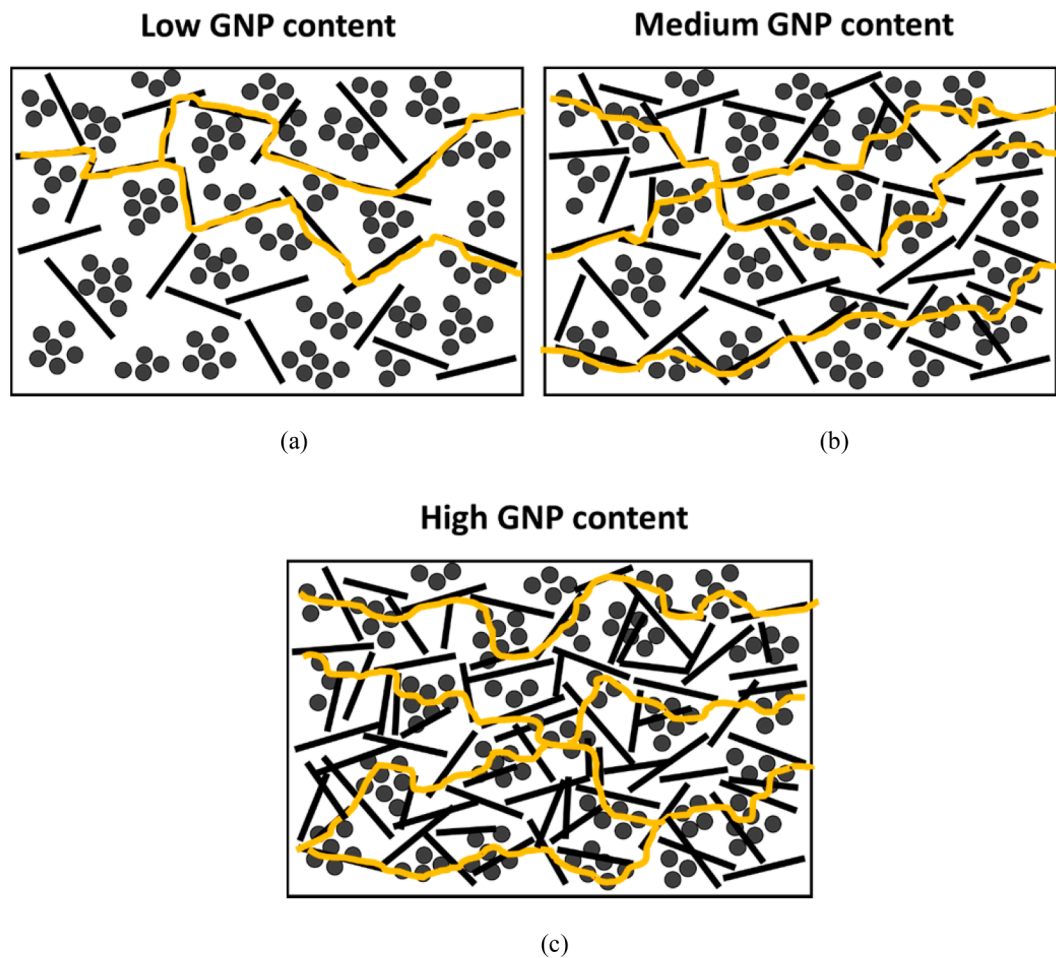 Low GNP content
Medium GNP content
(a)
(b)
High GNP content
(c)